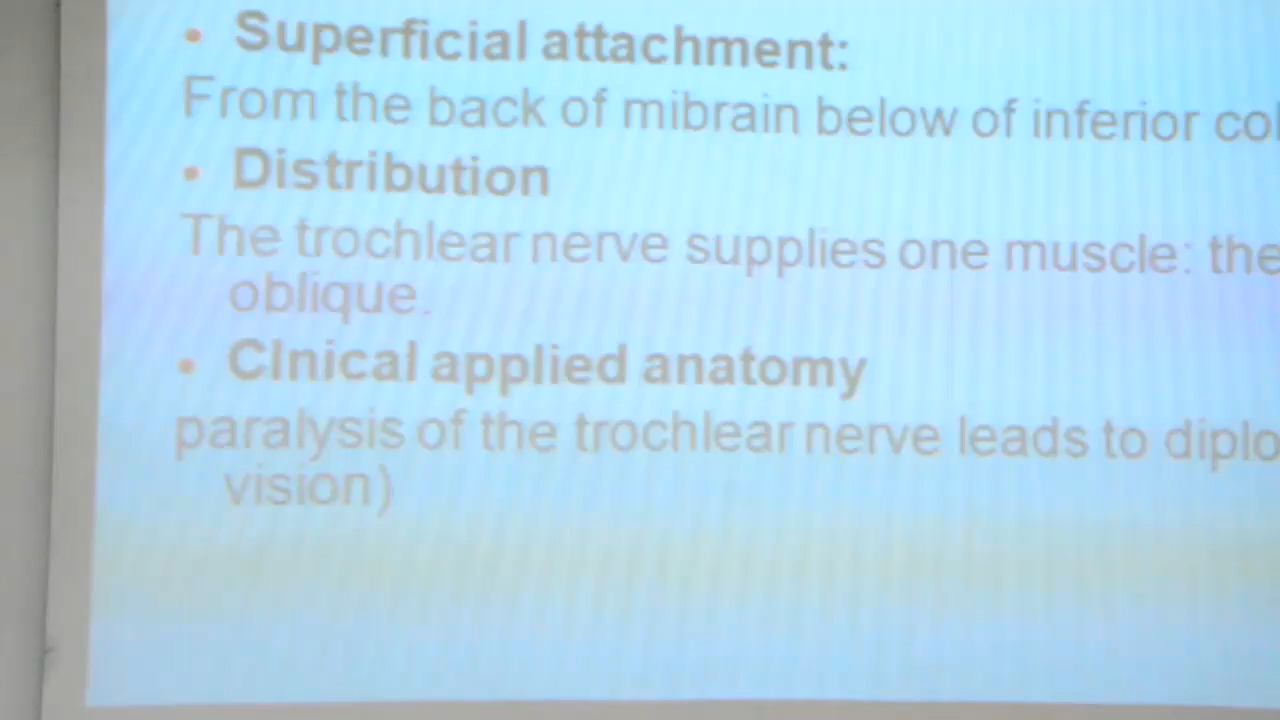 • Superficial attachment:
From the back of mibrain below of inferior co
• Distribution
The trochlear nerve supplies one muscle: the
oblique.
• Clnical applied anatomy
paralysis of the trochlear nerve leads to diplo
vision)